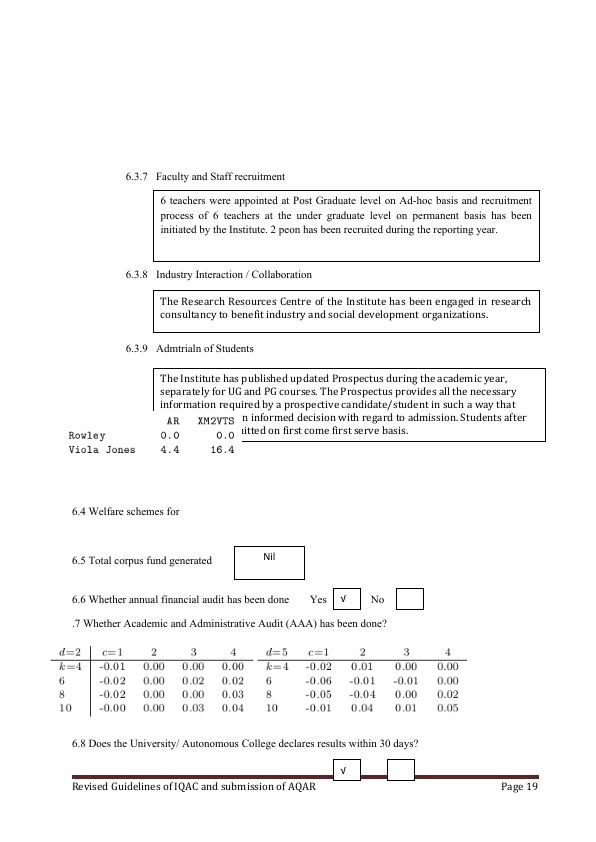 6.3.7 Faculty and Staff recruitment
6 teachers were appointed at Post Graduate level on Ad-hoc basis and recruitment
process of 6 teachers at the under graduate level on permanent basis has been
initiated by the Institute. 2 peon has been recruited during the reporting year.
6.3.8 Industry Interaction / Collaboration
The Research Resources Centre of the Institute has been engaged in research
consultancy to benefit industry and social development organizations.
6.3.9 Admtrialn of Students
The Institute has published updated Prospectus during the academic year,
separately for UG and PG courses. The Prospectus provides all the necessary
information required by a prospective candidate/student in such a way that
n informed decision with regard to admission. Students after
itted on first come first serve basis.
AR XM2VTS
Rowley 0.0 0.0
Viola Jones 4.4 16.4
6.4 Welfare schemes for
6.5 Total corpus fund generated Nil
6.6 Whether annual financial audit has been done Yes √ No
.7 Whether Academic and Administrative Audit (AAA) has been done?
d=2 c=1 2 3 4 d=5 c=1 2 3 4
k=4 -0.01 0.00 0.00 0.00 k=4 -0.02 0.01 0.00 0.00
6 -0.02 0.00 0.02 0.02 6 -0.06 -0.01 -0.01 0.00
8 -0.02 0.00 0.00 0.03 8 -0.05 -0.04 0.00 0.02
10 -0.00 0.00 0.03 0.04 10 -0.01 0.04 0.01 0.05
6.8 Does the University/ Autonomous College declares results within 30 days?
√
Revised Guidelines of IQAC and submission of AQAR Page 19